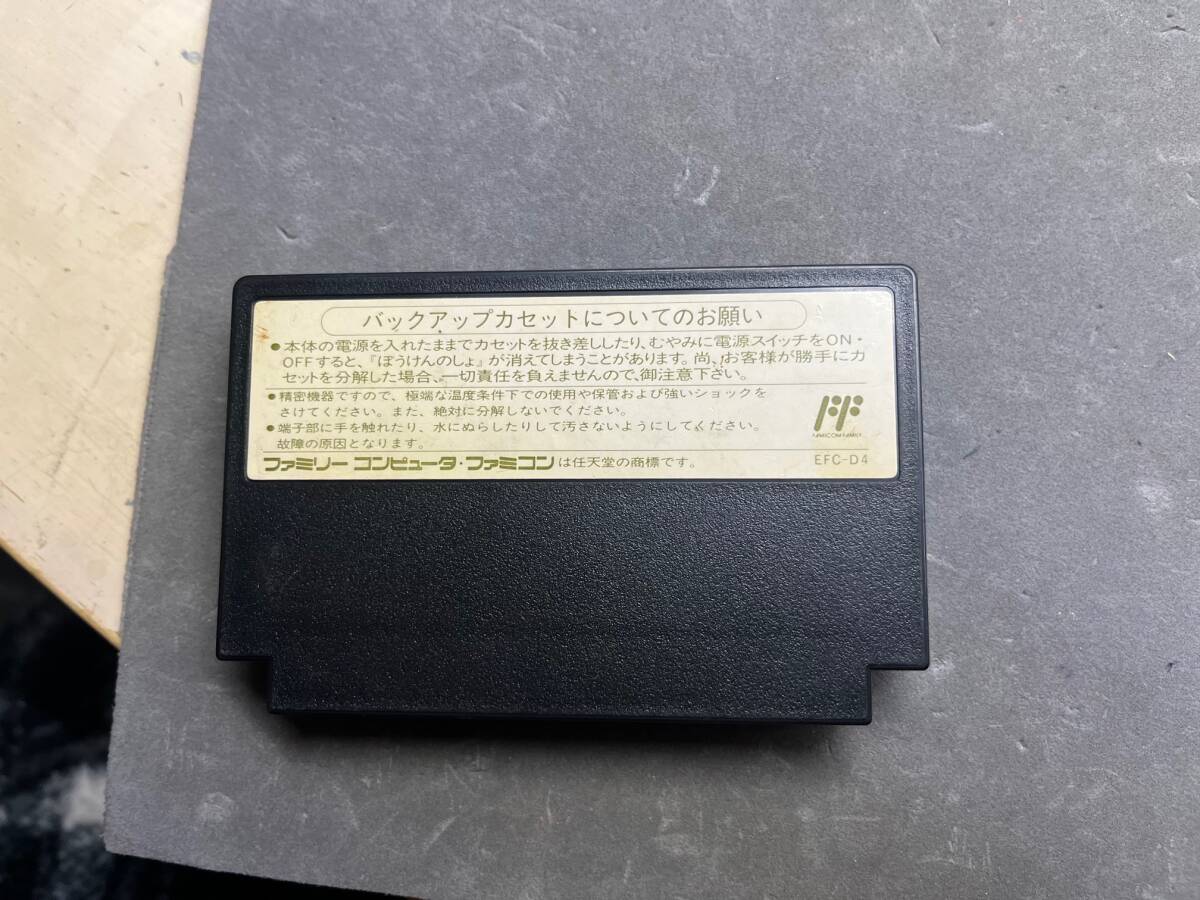 バックアップカセットについてのお願い
●本体の電源を入れたままでカセットを抜き差ししたり、むやみに電源スイッチをON・
OFFすると、『ぼうけんのしょ』が消えてしまうことがあります。尚、お客様が勝手にカ
セットを分解した場合、一切責任を負えませんので、御注意下さい。
●精密機器ですので、極端な温度条件下での使用や保管および強いショックを
さけてください。また、絶対に分解しないでください。
●端子部に手を触れたり、水にぬらしたりして汚さないようにしてください。
故障の原因となります。
FAMICOM FAMILY
ファミリーコンピュータ・ファミコンは任天堂の商標です。
EFC-D4